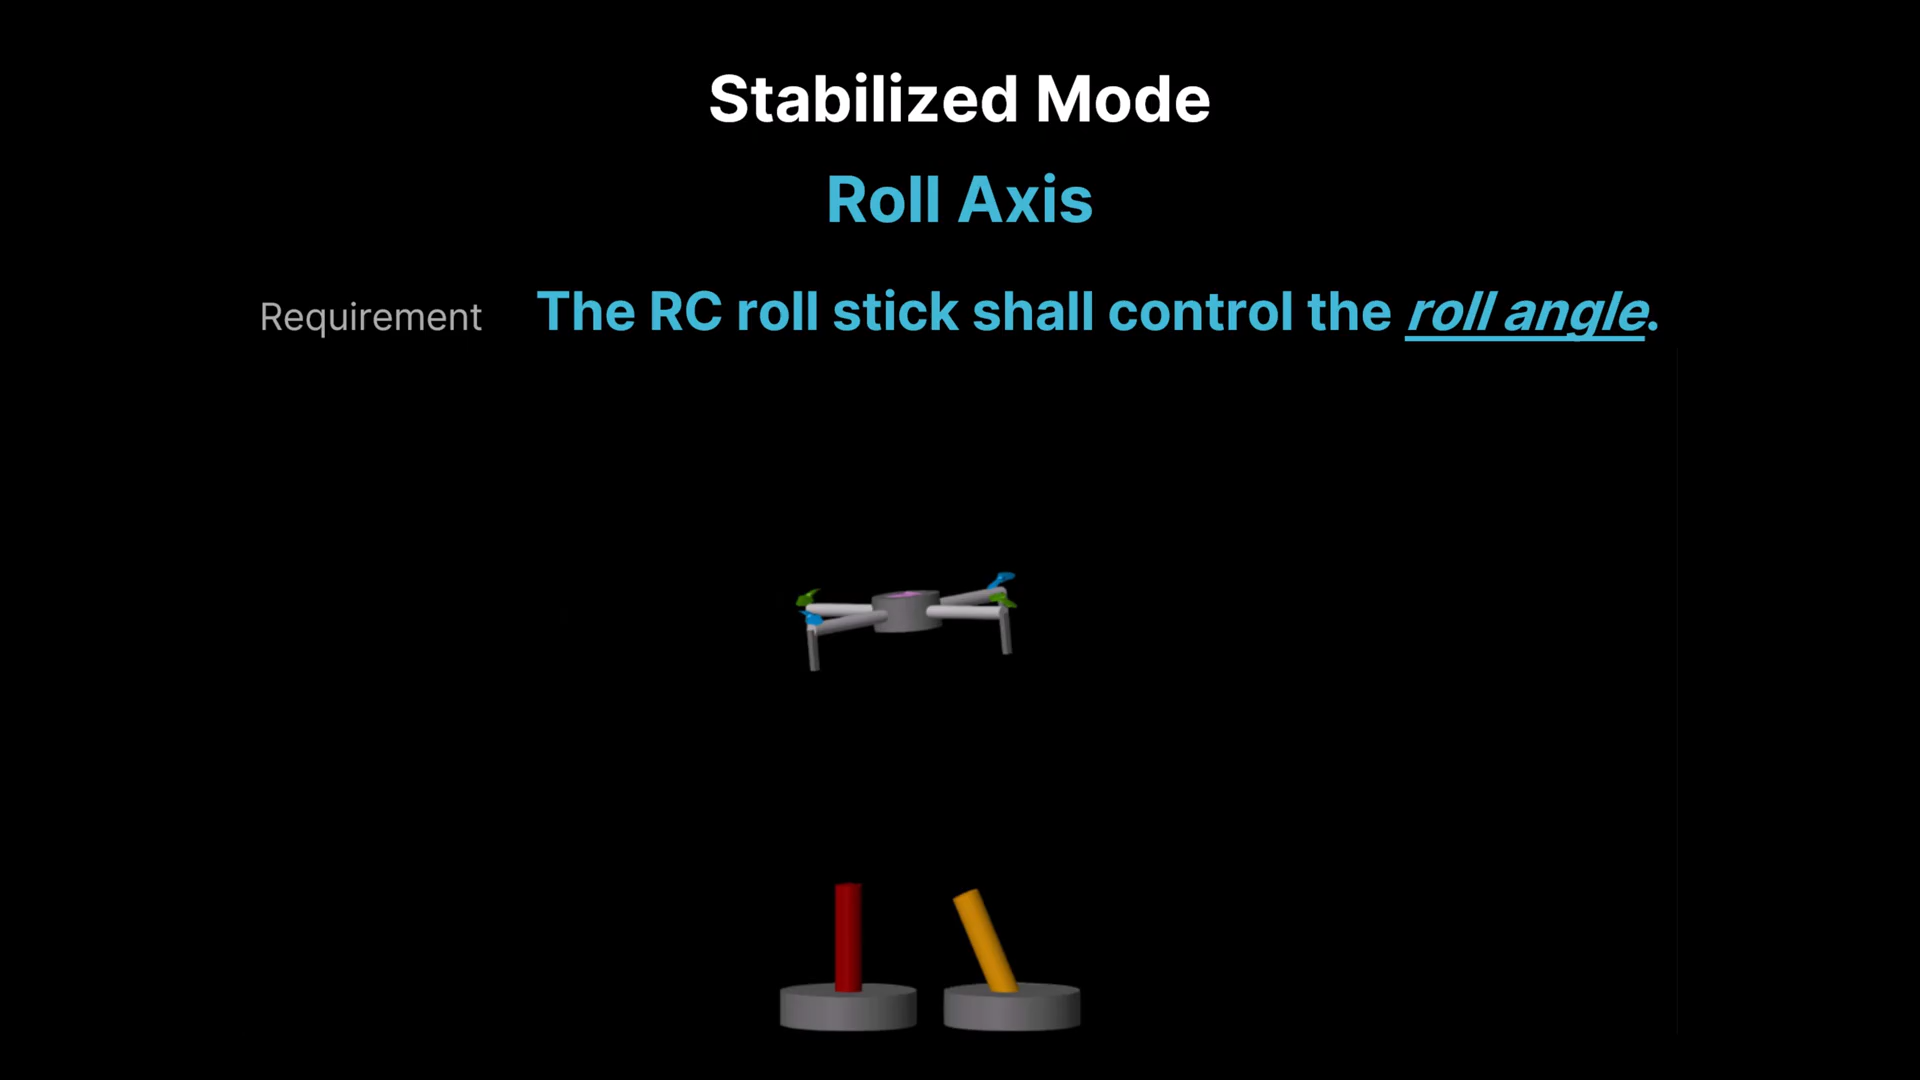 Stabilized Mode
Roll Axis
Requirement The RC roll stick shall control the roll angle.